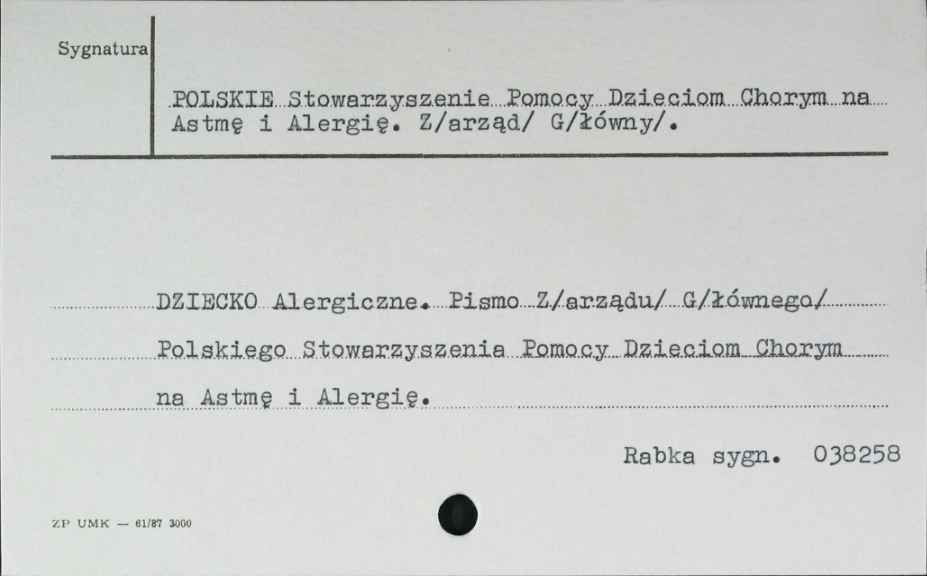 Sygnatura
POLSKIE Stowarzyszenie Pomocy Dzieciom Chorym na
Astmę i Alergię. Z/arząd/ G/łówny/.
DZIECKO Alergiczne. Pismo Z/arządu/ G/łównego/
Polskiego Stowarzyszenia Pomocy Dzieciom Chorym
na Astmę i Alergię.
Rabka sygn. 038258
ZP UMK — 61/87 3000